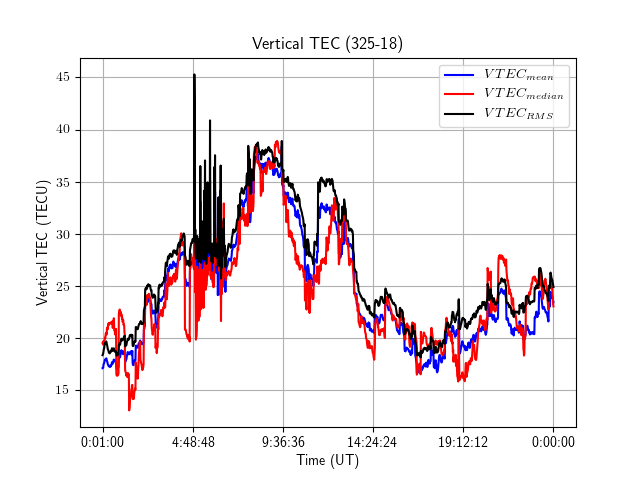 Vertical TEC (325-18)
VTEC_mean
VTEC_median
VTEC_RMS
Vertical TEC (TECU)
45
40
35
30
25
20
15
0:01:00 4:48:48 9:36:36 14:24:24 19:12:12 0:00:00
Time (UT)